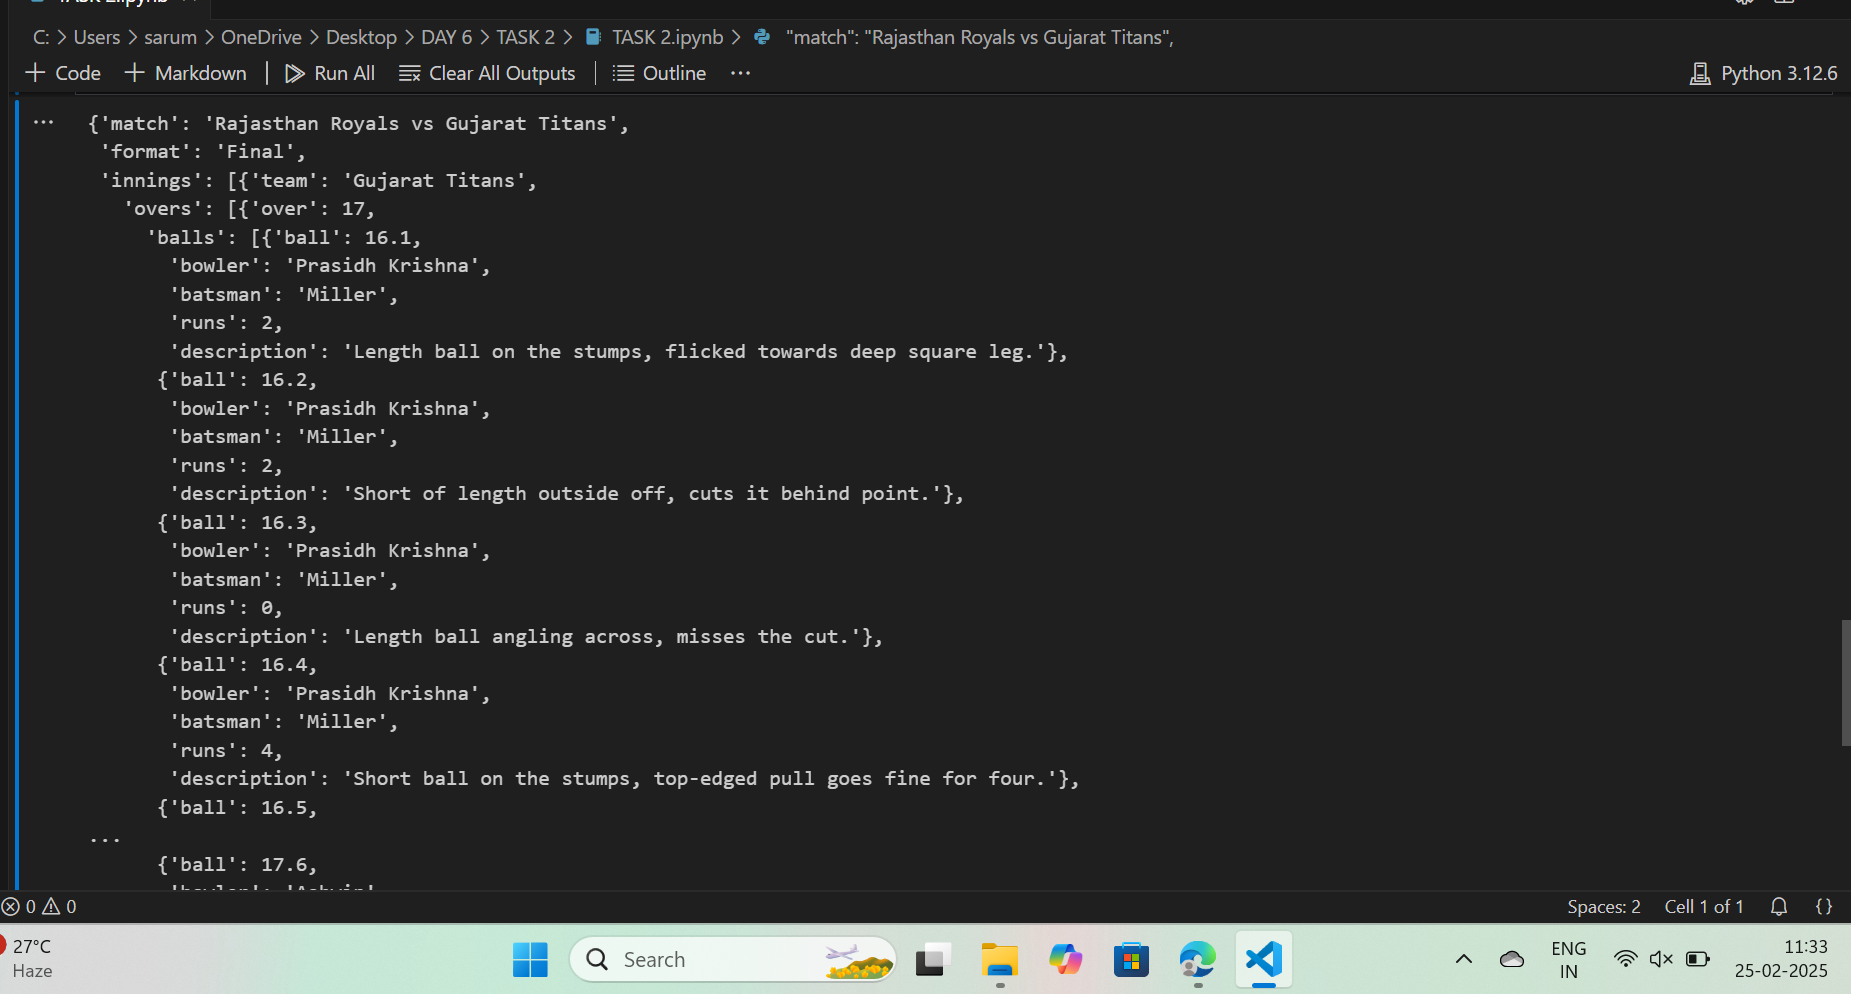 TASK 2.ipynb
C: > Users > sarum > OneDrive > Desktop > DAY 6 > TASK 2 > TASK 2.ipynb > "match": "Rajasthan Royals vs Gujarat Titans",
+ Code + Markdown | Run All Clear All Outputs | Outline ··· Python 3.12.6
··· {'match': 'Rajasthan Royals vs Gujarat Titans',
'format': 'Final',
'innings': [{'team': 'Gujarat Titans',
'overs': [{'over': 17,
'balls': [{'ball': 16.1,
'bowler': 'Prasidh Krishna',
'batsman': 'Miller',
'runs': 2,
'description': 'Length ball on the stumps, flicked towards deep square leg.'},
{'ball': 16.2,
'bowler': 'Prasidh Krishna',
'batsman': 'Miller',
'runs': 2,
'description': 'Short of length outside off, cuts it behind point.'},
{'ball': 16.3,
'bowler': 'Prasidh Krishna',
'batsman': 'Miller',
'runs': 0,
'description': 'Length ball angling across, misses the cut.'},
{'ball': 16.4,
'bowler': 'Prasidh Krishna',
'batsman': 'Miller',
'runs': 4,
'description': 'Short ball on the stumps, top-edged pull goes fine for four.'},
{'ball': 16.5,
...
{'ball': 17.6,
'bowler': 'Ashwin'
0 0 Spaces: 2 Cell 1 of 1 {}
27°C
Haze
Search
ENG
IN
11:33
25-02-2025